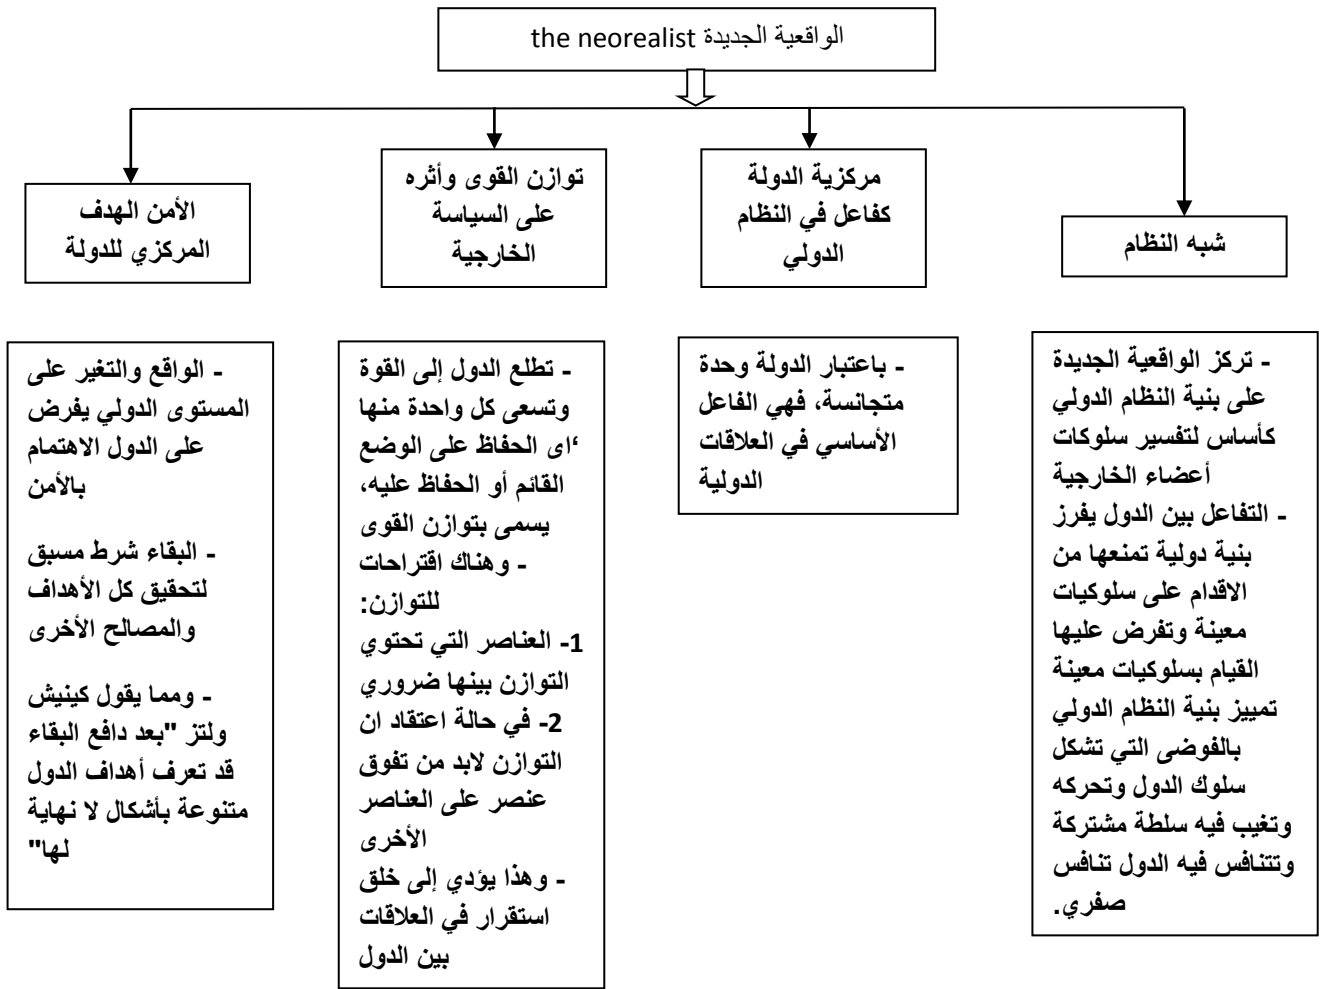 الواقعية الجديدة the neorealist
شبه النظام
مركزية الدولة
كفاعل في النظام
الدولي
توازن القوى وأثره
على السياسة
الخارجية
الأمن الهدف
المركزي للدولة
- تركز الواقعية الجديدة
على بنية النظام الدولي
كأساس لتفسير سلوكات
أعضاء الخارجية
- التفاعل بين الدول يفرز
بنية دولية تمنعها من
الاقدام على سلوكيات
معينة وتفرض عليها
القيام بسلوكيات معينة
تمييز بنية النظام الدولي
بالفوضى التي تشكل
سلوك الدول وتحركه
وتغيب فيه سلطة مشتركة
وتتنافس فيه الدول تنافس
صفري.
- باعتبار الدولة وحدة
متجانسة، فهي الفاعل
الأساسي في العلاقات
الدولية
- تطلع الدول إلى القوة
وتسعى كل واحدة منها
‘اى الحفاظ على الوضع
القائم أو الحفاظ عليه،
يسمى بتوازن القوى
- وهناك اقتراحات
للتوازن:
1- العناصر التي تحتوي
التوازن بينها ضروري
2- في حالة اعتقاد ان
التوازن لابد من تفوق
عنصر على العناصر
الأخرى
- وهذا يؤدي إلى خلق
استقرار في العلاقات
بين الدول
- الواقع والتغير على
المستوى الدولي يفرض
على الدول الاهتمام
بالأمن
- البقاء شرط مسبق
لتحقيق كل الأهداف
والمصالح الأخرى
- ومما يقول كينيش
ولتز "بعد دافع البقاء
قد تعرف أهداف الدول
متنوعة بأشكال لا نهاية
لها"